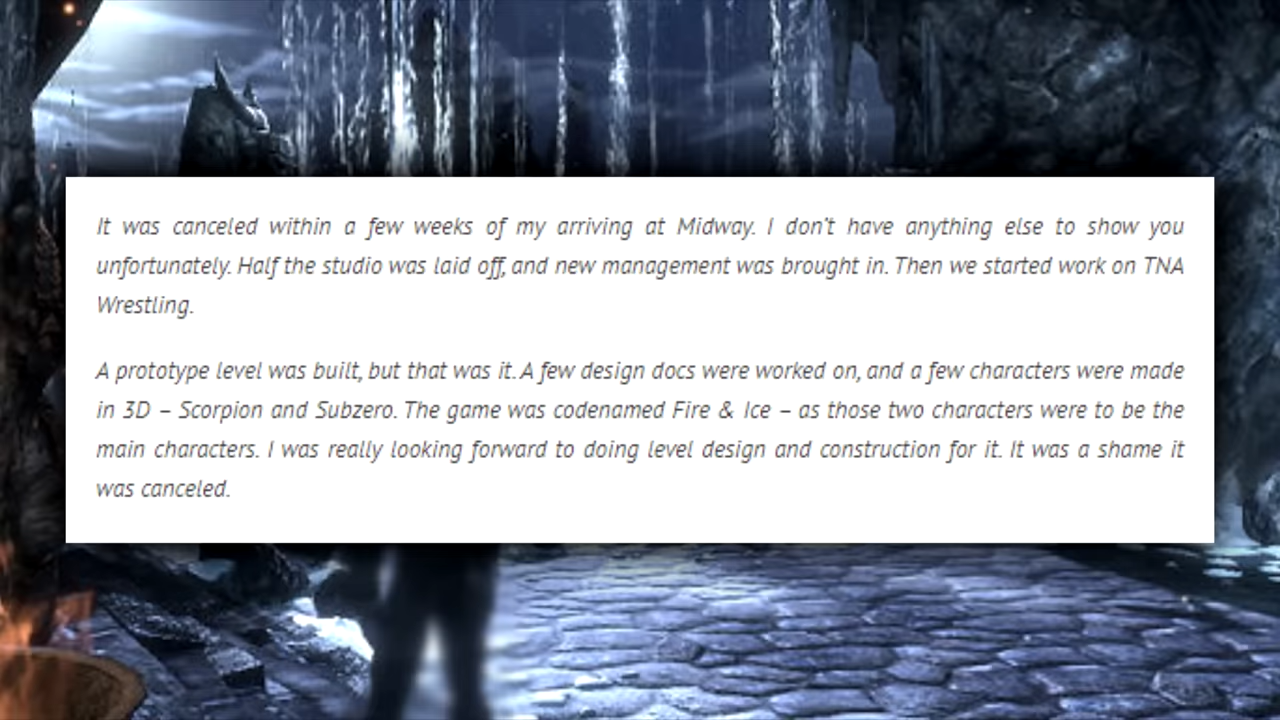 It was canceled within a few weeks of my arriving at Midway. I don't have anything else to show you
unfortunately. Half the studio was laid off, and new management was brought in. Then we started work on TNA
Wrestling.
A prototype level was built, but that was it. A few design docs were worked on, and a few characters were made
in 3D – Scorpion and Subzero. The game was codenamed Fire & Ice – as those two characters were to be the
main characters. I was really looking forward to doing level design and construction for it. It was a shame it
was canceled.